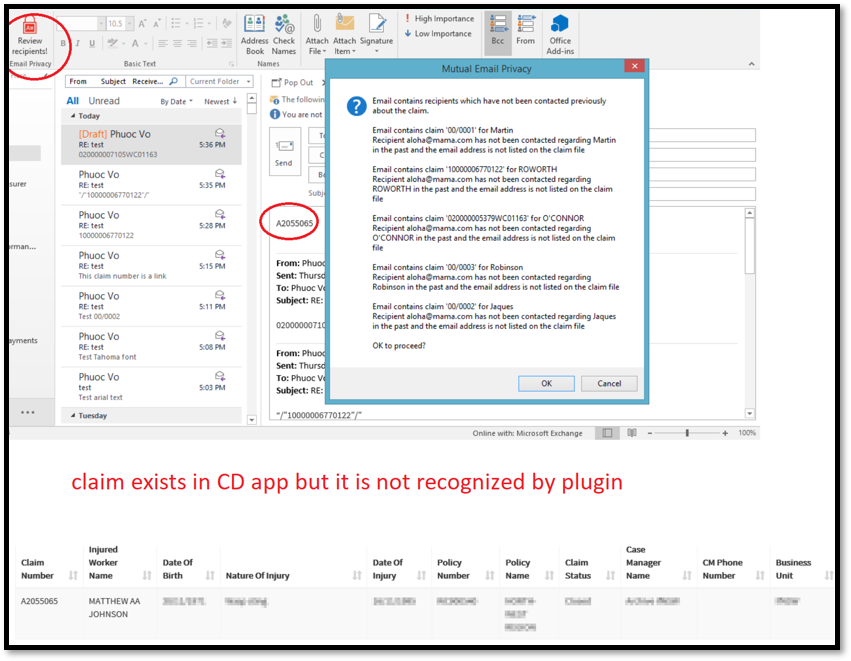 10.5
High Importance
Low Importance
Review
recipients!
Email Privacy
B I U
Basic Text
Address
Book
Check
Names
Names
Attach
File
Attach
Item
Signature
Bcc
From
Office
Add-ins
From Subject Receive...
Current Folder
All Unread
By Date Newest
Today
[Draft] Phuoc Vo
RE: test
5:36 PM
020000007105WC01163
Phuoc Vo
RE: test
5:35 PM
"/"10000006770122"/"
Phuoc Vo
RE: test
5:28 PM
10000006770122
Phuoc Vo
RE: test
5:15 PM
This claim number is a link
Phuoc Vo
RE: test
5:11 PM
Test 00/0002
Phuoc Vo
RE: test
5:08 PM
Test Tahoma font
Phuoc Vo
test
5:03 PM
Test arial text
Tuesday
surer
orman...
ayments
Pop Out
The followin
You are not
Send
T
C
B
Subj
A2055065
From: Phuoc
Sent: Thursd
To: Phuoc Vo
Subject: RE:
02000000710
From: Phuoc
Sent: Thursd
To: Phuoc Vo
Subject: RE:
"/"10000006770122"/"
Mutual Email Privacy
Email contains recipients which have not been contacted previously
about the claim.
Email contains claim '00/0001' for Martin
Recipient aloha@mama.com has not been contacted regarding Martin
in the past and the email address is not listed on the claim file
Email contains claim '10000006770122' for ROWORTH
Recipient aloha@mama.com has not been contacted regarding
ROWORTH in the past and the email address is not listed on the claim
file
Email contains claim '020000005379WC01163' for O'CONNOR
Recipient aloha@mama.com has not been contacted regarding
O'CONNOR in the past and the email address is not listed on the claim
file
Email contains claim '00/0003' for Robinson
Recipient aloha@mama.com has not been contacted regarding
Robinson in the past and the email address is not listed on the claim file
Email contains claim '00/0002' for Jaques
Recipient aloha@mama.com has not been contacted regarding Jaques
in the past and the email address is not listed on the claim file
OK to proceed?
OK
Cancel
Online with: Microsoft Exchange
100%
claim exists in CD app but it is not recognized by plugin
Claim
Number
Injured
Worker
Name
Date Of
Birth
Nature Of Injury
Date Of
Injury
Policy
Number
Policy
Name
Claim
Status
Case
Manager
Name
CM Phone
Number
Business
Unit
A2055065
MATTHEW AA
JOHNSON